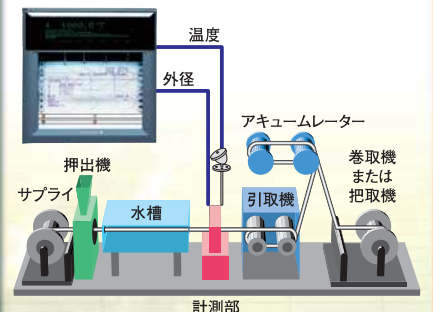 温度
外径
アキュームレーター
押出機
サプライ
水槽
引取機
巻取機
または
把取機
計測部